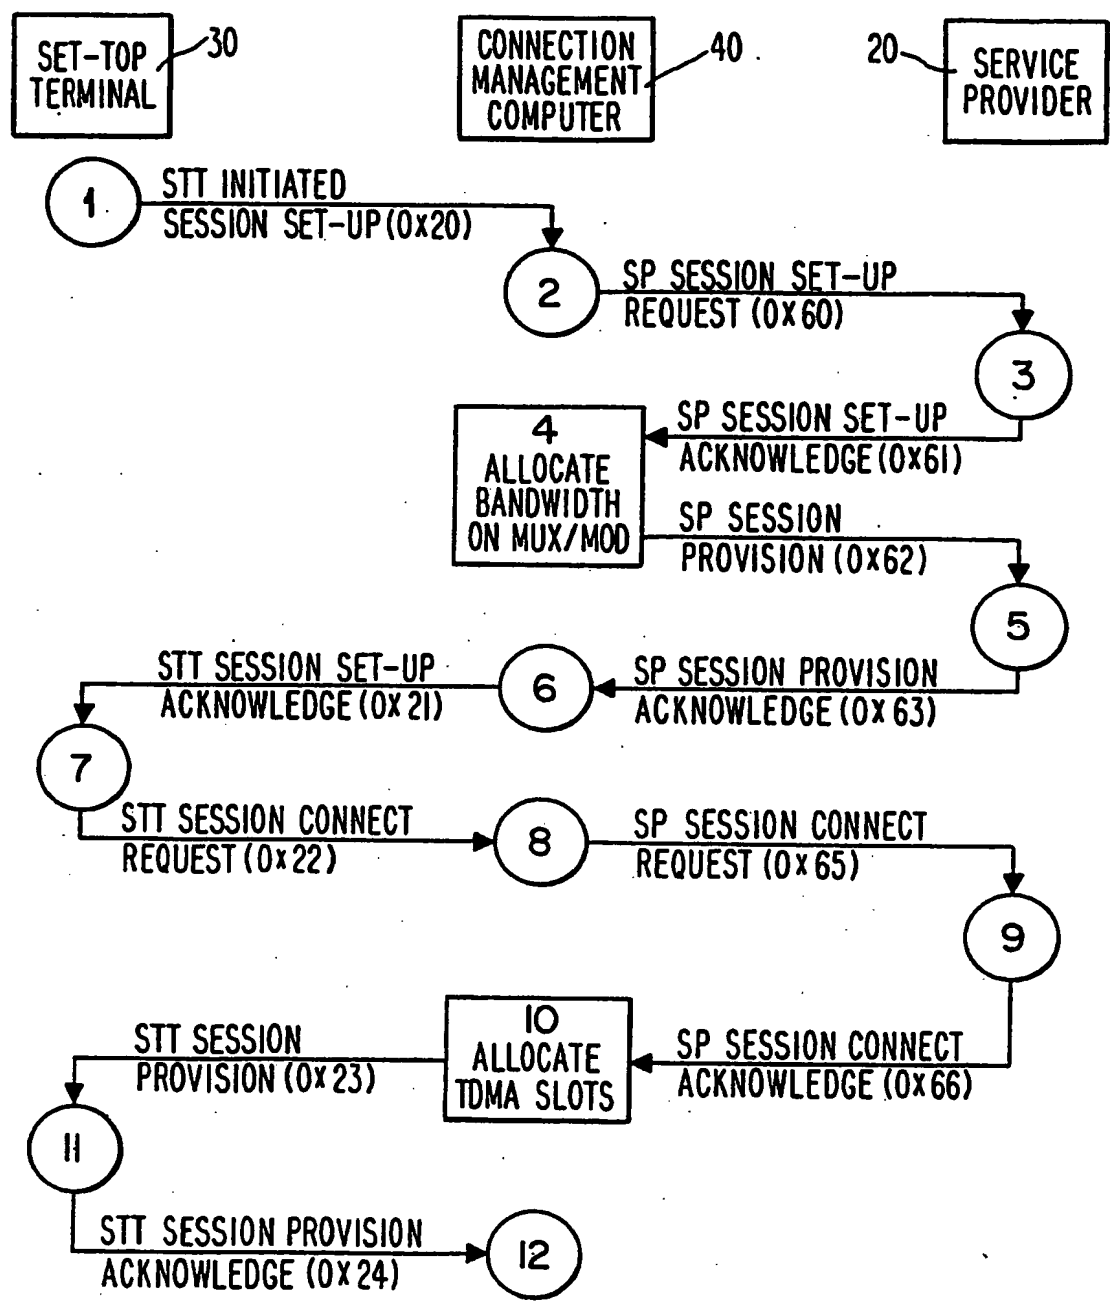 SET-TOP
TERMINAL
30
CONNECTION
MANAGEMENT
COMPUTER
40
20
SERVICE
PROVIDER
1
STT INITIATED
SESSION SET-UP (0X20)
2
SP SESSION SET-UP
REQUEST (0X60)
3
SP SESSION SET-UP
ACKNOWLEDGE (0X61)
4
ALLOCATE
BANDWIDTH
ON MUX/MOD
SP SESSION
PROVISION (0X62)
5
SP SESSION PROVISION
ACKNOWLEDGE (0X63)
6
STT SESSION SET-UP
ACKNOWLEDGE (0X21)
7
STT SESSION CONNECT
REQUEST (0X22)
8
SP SESSION CONNECT
REQUEST (0X65)
9
SP SESSION CONNECT
ACKNOWLEDGE (0X66)
10
ALLOCATE
TDMA SLOTS
STT SESSION
PROVISION (0X23)
11
STT SESSION PROVISION
ACKNOWLEDGE (0X24)
12